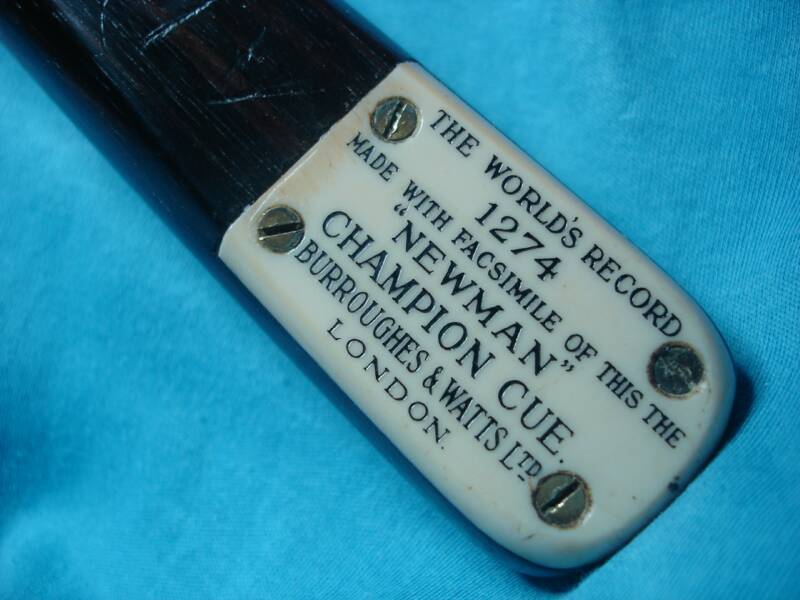 THE WORLD'S RECORD
1274
MADE WITH FACSIMILE OF THIS THE
"NEWMAN"
CHAMPION CUE.
BURROUGHES & WATTS LTD
LONDON.